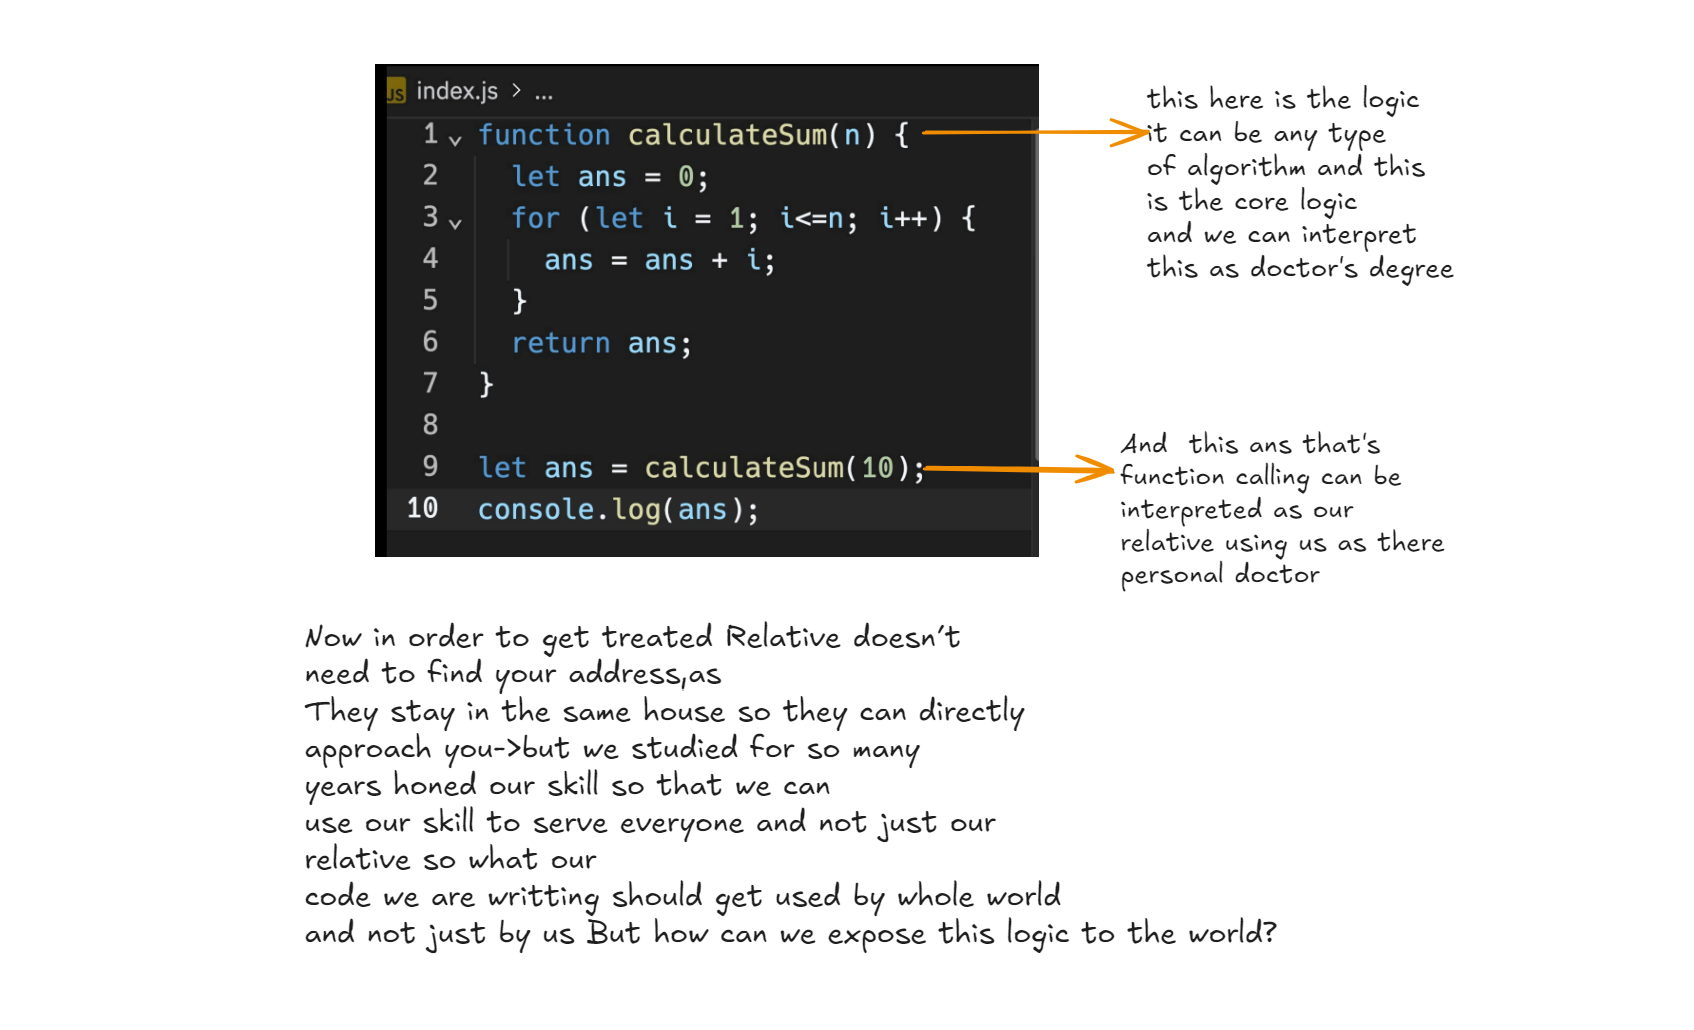 JS index.js > ...
1 function calculateSum(n) {
2 let ans = 0;
3 for (let i = 1; i<=n; i++) {
4 ans = ans + i;
5 }
6 return ans;
7 }
8
9 let ans = calculateSum(10);
10 console.log(ans);
this here is the logic
it can be any type
of algorithm and this
is the core logic
and we can interpret
this as doctor's degree
And this ans that's
function calling can be
interpreted as our
relative using us as there
personal doctor
Now in order to get treated Relative doesn't
need to find your address,as
They stay in the same house so they can directly
approach you->but we studied for so many
years honed our skill so that we can
use our skill to serve everyone and not just our
relative so what our
code we are writting should get used by whole world
and not just by us But how can we expose this logic to the world?